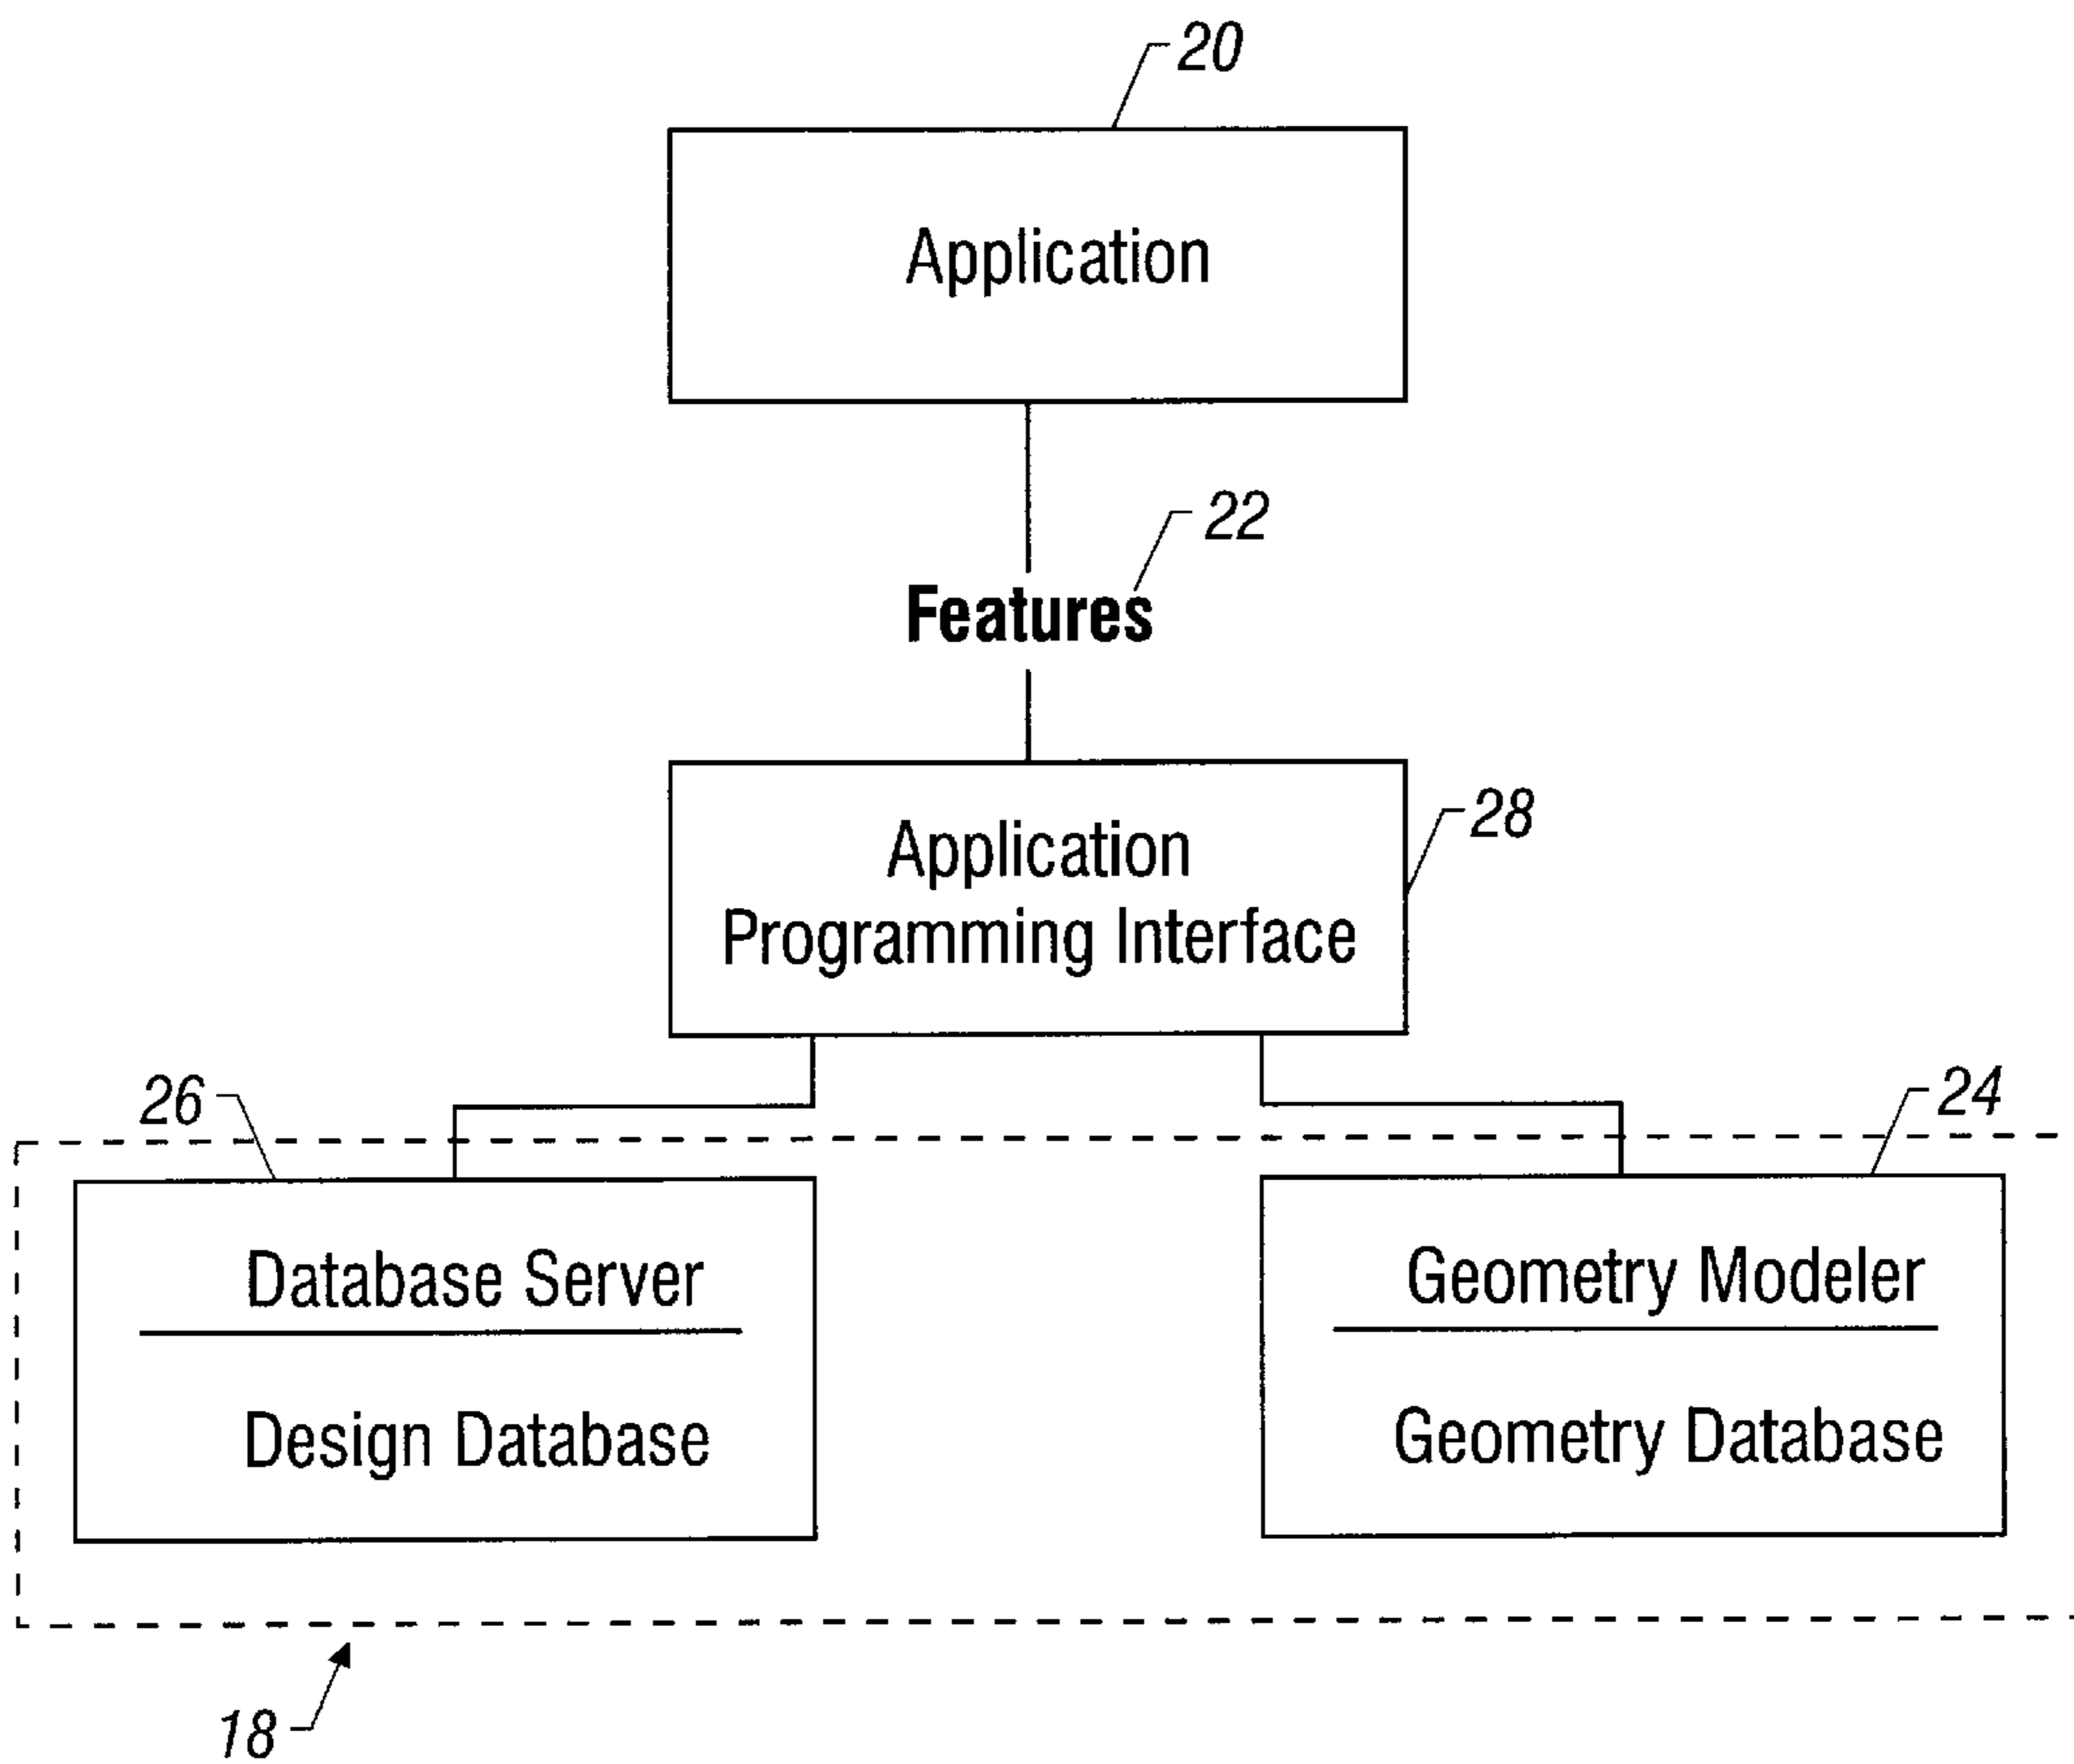 20
Application
22
Features
28
Application
Programming Interface
26
24
Database Server
Design Database
Geometry Modeler
Geometry Database
18